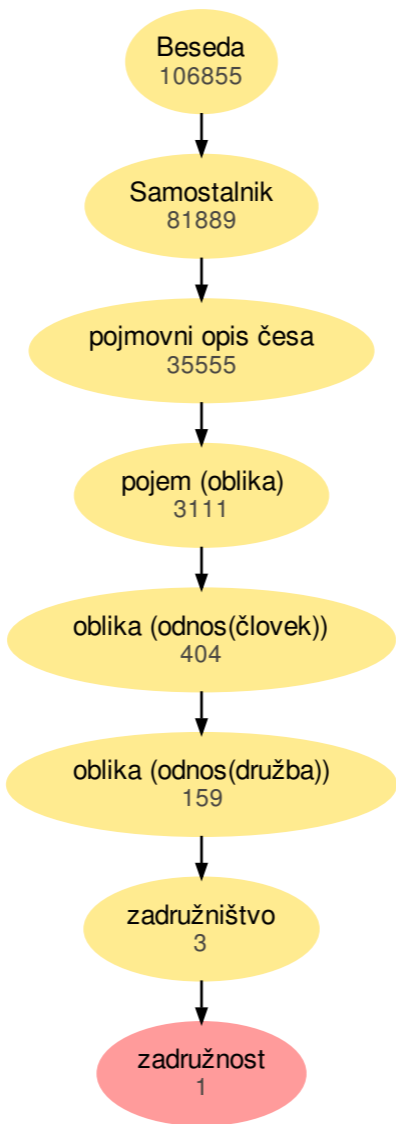 Beseda
106855
Samostalnik
81889
pojmovni opis česa
35555
pojem (oblika)
3111
oblika (odnos(človek))
404
oblika (odnos(družba))
159
zadružništvo
3
zadružnost
1